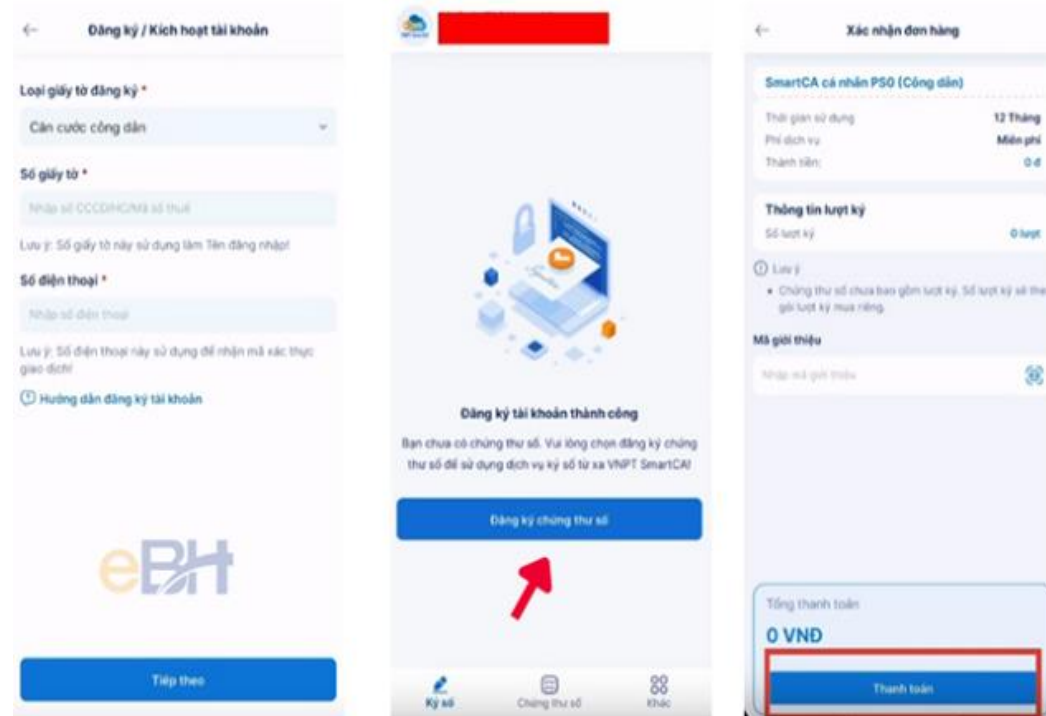 Đăng ký / Kích hoạt tài khoản
Loại giấy tờ đăng ký *
Căn cước công dân
Số giấy tờ *
Nhập số CCCD/HC/Mã số thuế
Lưu ý: Số giấy tờ này sử dụng làm Tên đăng nhập!
Số điện thoại *
Nhập số điện thoại
Lưu ý: Số điện thoại này sử dụng để nhận mã xác thực
giao dịch!
Hướng dẫn đăng ký tài khoản
eBH
Tiếp theo
Đăng ký tài khoản thành công
Bạn chưa có chứng thư số. Vui lòng chọn đăng ký chứng
thư số để sử dụng dịch vụ ký số từ xa VNPT SmartCA!
Đăng ký chứng thư số
Ký số
Chứng thư số
Khác
Xác nhận đơn hàng
SmartCA cá nhân PS0 (Công dân)
Thời gian sử dụng 12 Tháng
Phí dịch vụ Miễn phí
Thành tiền: 0 đ
Thông tin lượt ký
Số lượt ký 0 lượt
Lưu ý
Chứng thư số chưa bao gồm lượt ký. Số lượt ký sẽ the
gói lượt ký mua riêng.
Mã giới thiệu
Nhập mã giới thiệu
Tổng thanh toán
0 VNĐ
Thanh toán